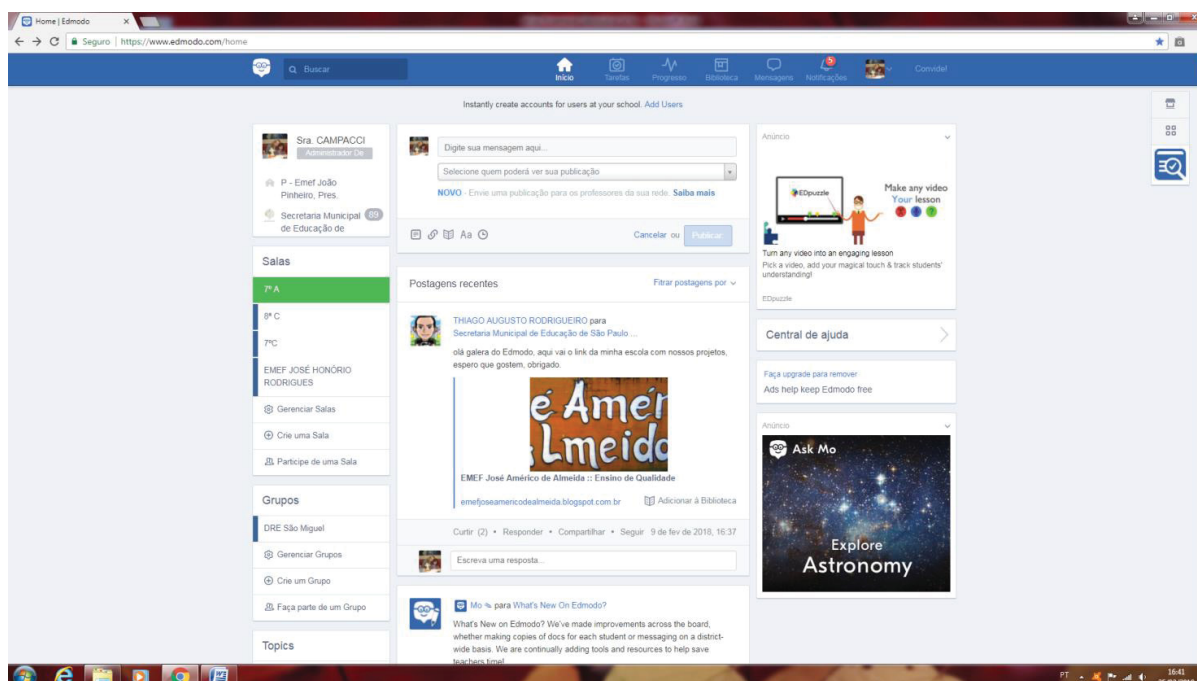 Home | Edmodo
Seguro | https://www.edmodo.com/home
Buscar
Início
Tarefas
Progresso
Biblioteca
Mensagens
5
Notificações
Convide!
Instantly create accounts for users at your school. Add Users
Sra. CAMPACCI
Administrador De
P - Emef João
Pinheiro, Pres.
Secretaria Municipal 89
de Educação de
Salas
7º A
8º C
7ºC
EMEF JOSÉ HONÓRIO
RODRIGUES
Gerenciar Salas
Crie uma Sala
Participe de uma Sala
Grupos
DRE São Miguel
Gerenciar Grupos
Crie um Grupo
Faça parte de um Grupo
Topics
Digite sua mensagem aqui...
Selecione quem poderá ver sua publicação
NOVO - Envie uma publicação para os professores da sua rede. Saiba mais
Aa
Cancelar ou Publicar
Postagens recentes
Fitrar postagens por
THIAGO AUGUSTO RODRIGUEIRO para
Secretaria Municipal de Educação de São Paulo ...
olá galera do Edmodo, aqui vai o link da minha escola com nossos projetos,
espero que gostem, obrigado.
é Amér
Lmeida
EMEF José Américo de Almeida :: Ensino de Qualidade
emefjoseamericodealmeida.blogspot.com.br
Adicionar à Biblioteca
Curtir (2) • Responder • Compartilhar • Seguir 9 de fev de 2018, 16:37
Escreva uma resposta...
Mo para What's New On Edmodo?
What's New on Edmodo? We've made improvements across the board,
whether making copies of docs for each student or messaging on a district-
wide basis. We are continually adding tools and resources to help save
teachers time!
Anúncio
EDpuzzle
Make any video
Your lesson
Turn any video into an engaging lesson
Pick a video, add your magical touch & track students'
understanding!
EDpuzzle
Central de ajuda
Faça upgrade para remover
Ads help keep Edmodo free
Anúncio
Ask Mo
Explore
Astronomy
PT
16:41